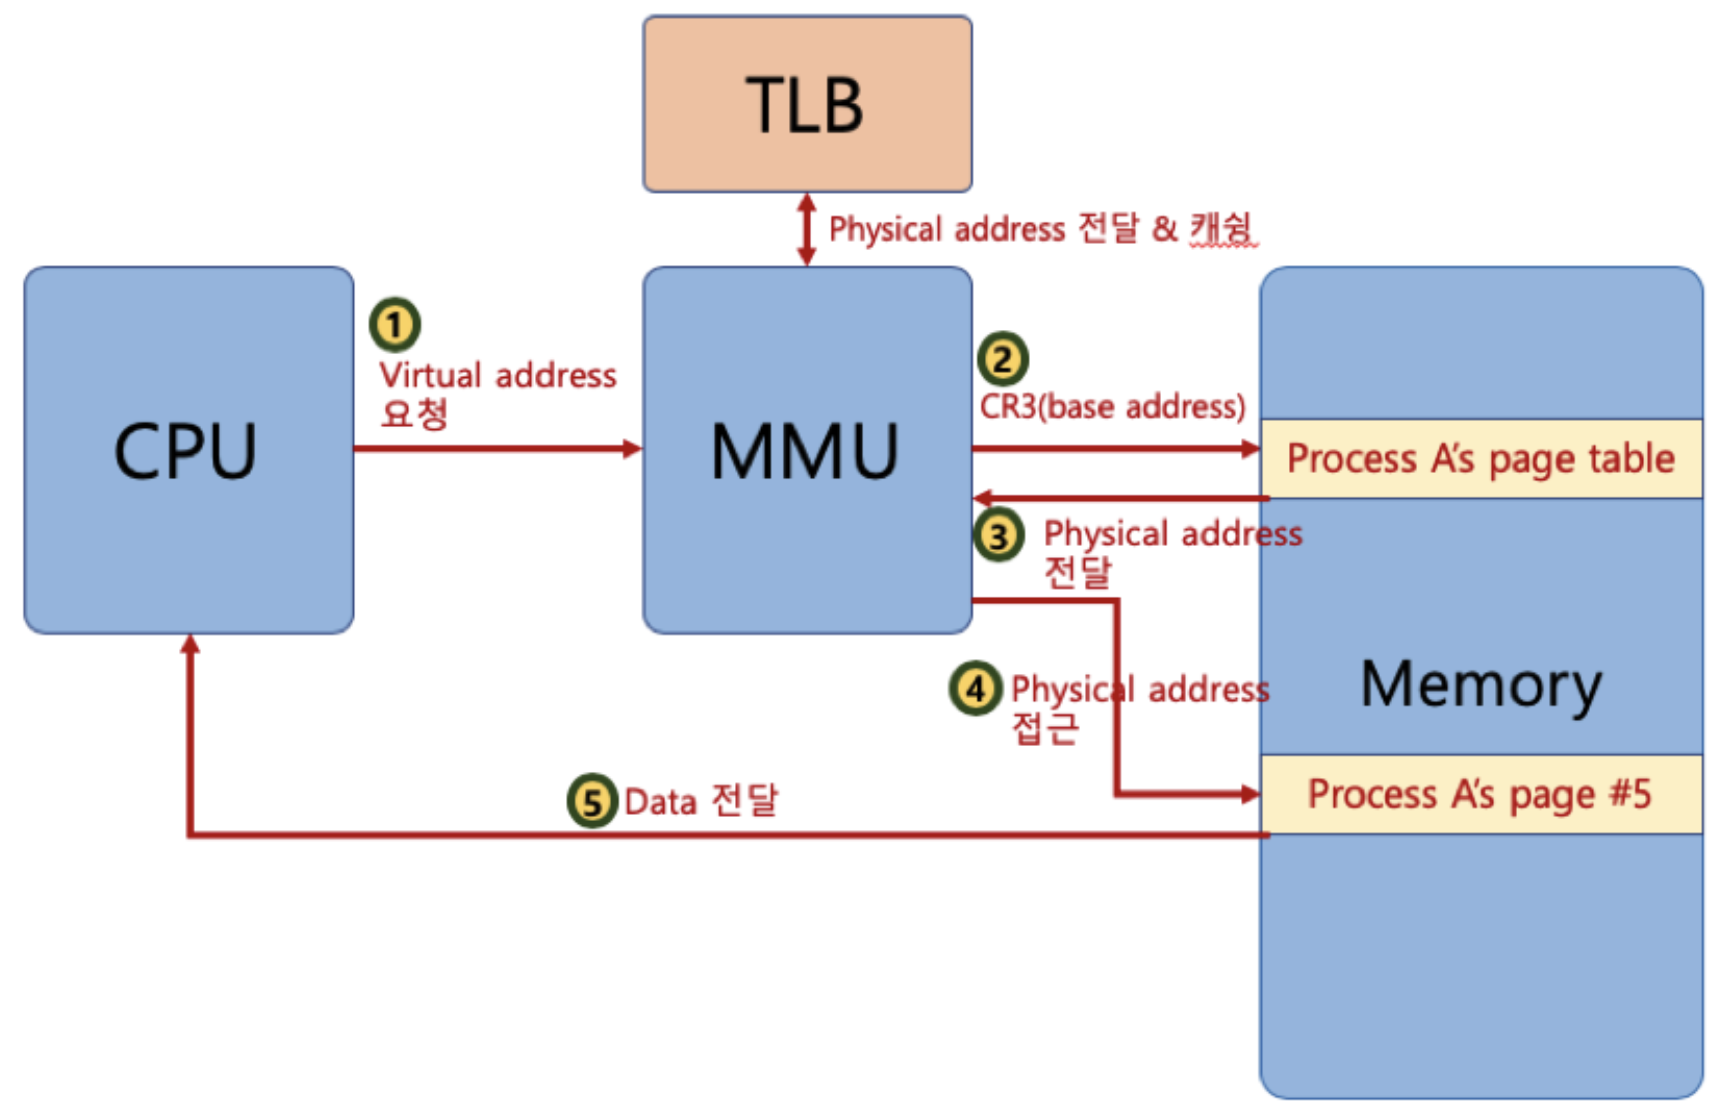 TLB
Physical address 전달 & 캐슁
CPU
1
Virtual address
요청
MMU
2
CR3(base address)
Process A's page table
3
Physical address
전달
Memory
4
Physical address
접근
Process A's page #5
5
Data 전달